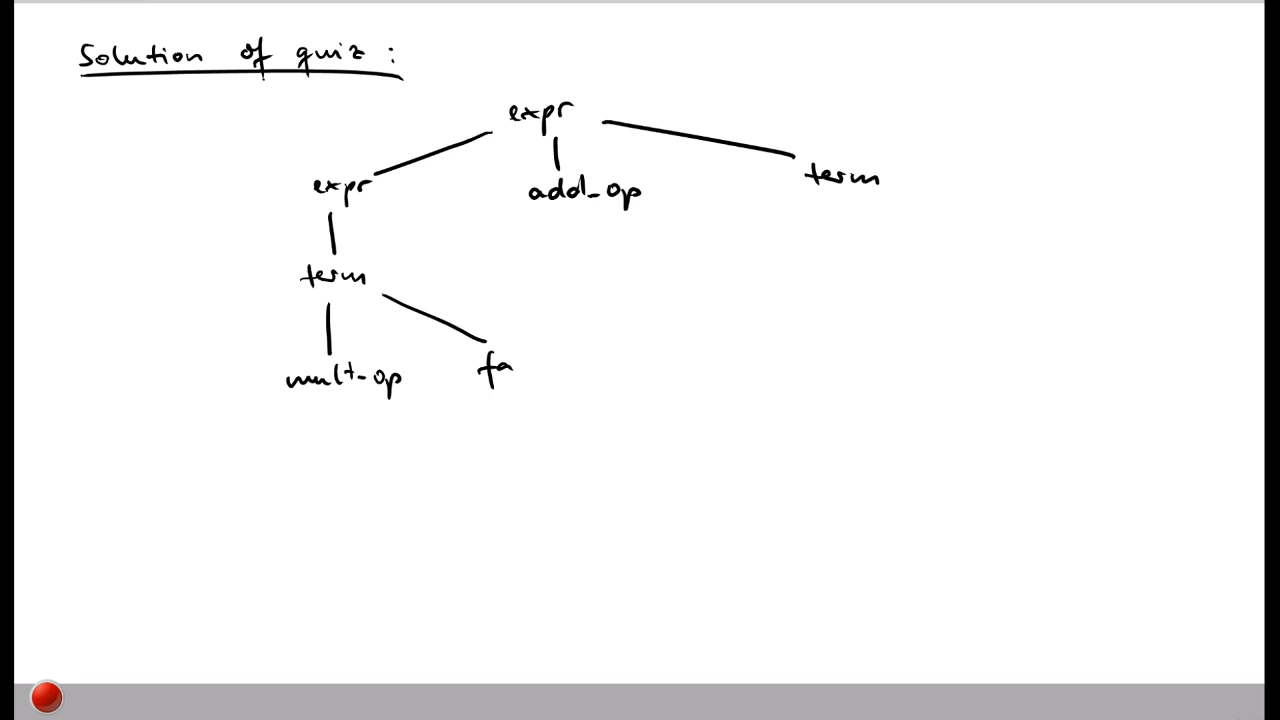 Solution of quiz :
expr
expr add_op term
term
mult-op fa